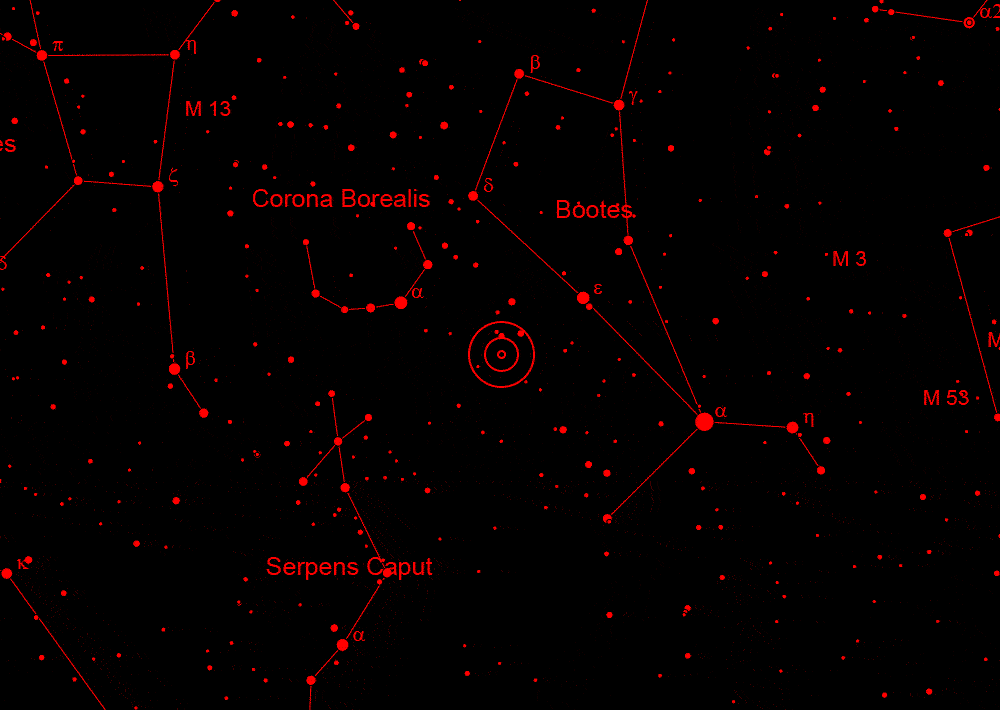 α2
π
η
β
γ
M 13
es
ζ
δ
Corona Borealis
Bootes
δ
M 3
α
ε
M
β
M 53
α
η
κ
Serpens Caput
α